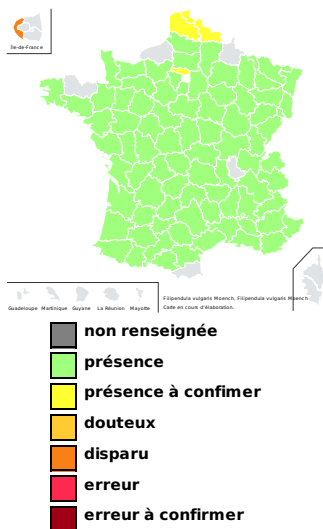 Île-de-France
Guadeloupe Martinique Guyane La Réunion Mayotte
Filipendula vulgaris Moench, Filipendula vulgaris Moench
Carte en cours d'élaboration.
non renseignée
présence
présence à confimer
douteux
disparu
erreur
erreur à confirmer